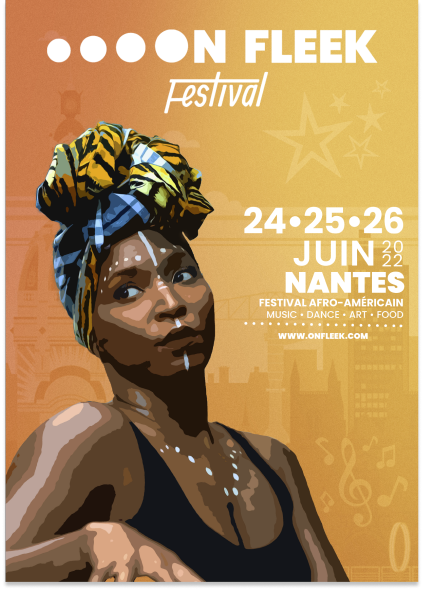 ON FLEEK
Festival
24•25•26
JUIN 2022
NANTES
FESTIVAL AFRO-AMÉRICAIN
MUSIC • DANCE • ART • FOOD
WWW.ONFLEEK.COM